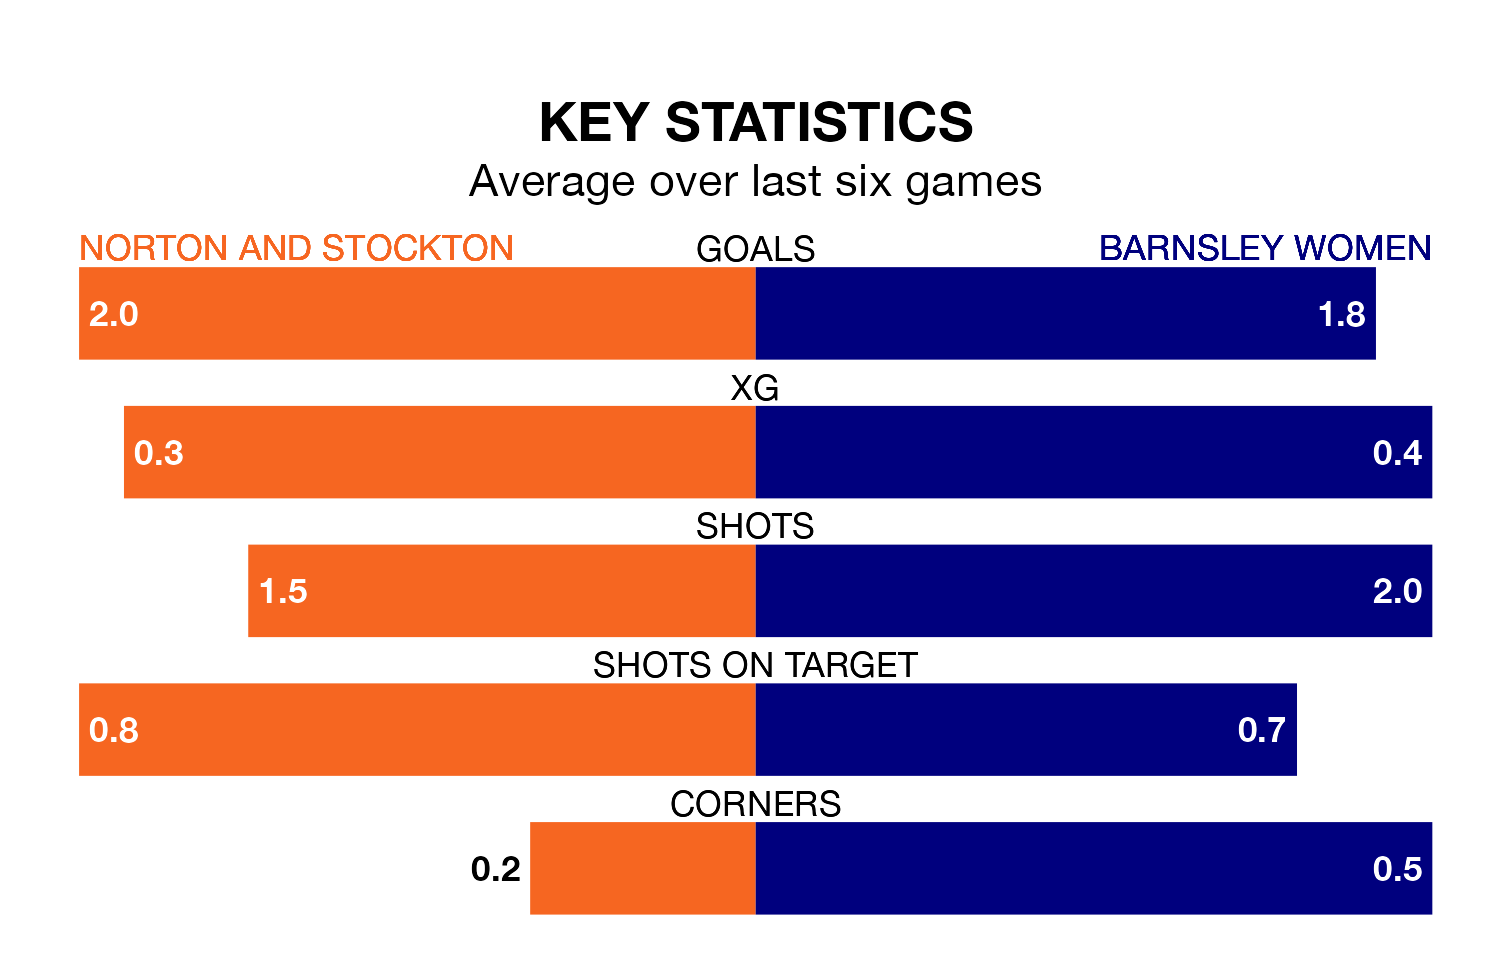 KEY STATISTICS
Average over last six games
NORTON AND STOCKTON GOALS BARNSLEY WOMEN
2.0 1.8
XG
0.3 0.4
SHOTS
1.5 2.0
SHOTS ON TARGET
0.8 0.7
CORNERS
0.2 0.5